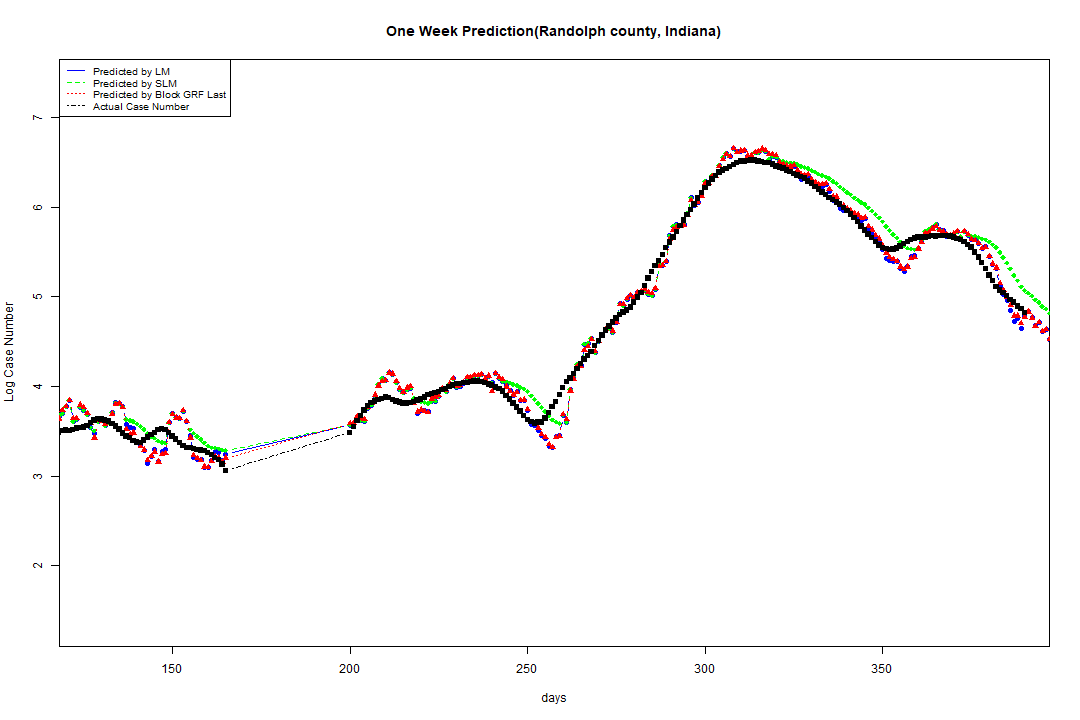 One Week Prediction(Randolph county, Indiana)
Predicted by LM
Predicted by SLM
Predicted by Block GRF Last
Actual Case Number
Log Case Number
7
6
5
4
3
2
150 200 250 300 350
days